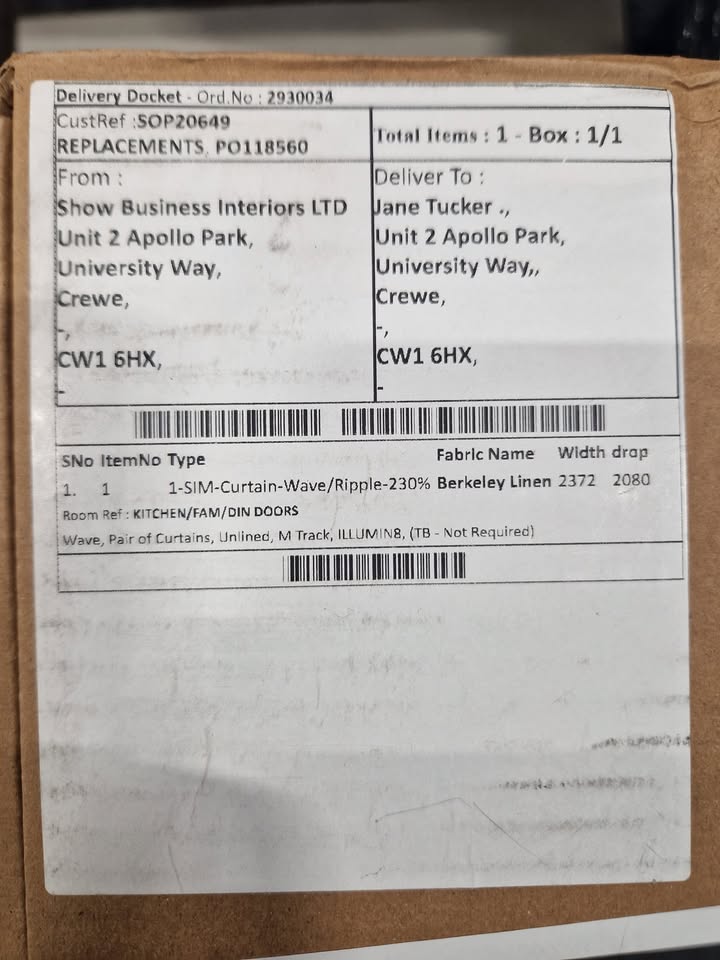 Delivery Docket - Ord.No : 2930034
CustRef :SOP20649
REPLACEMENTS, PO118560
Total Items : 1 - Box : 1/1
From :
Show Business Interiors LTD
Unit 2 Apollo Park,
University Way,
Crewe,
-,
CW1 6HX,
-
Deliver To :
Jane Tucker .,
Unit 2 Apollo Park,
University Way,,
Crewe,
-,
CW1 6HX,
-
SNo ItemNo Type Fabric Name Width drop
1. 1 1-SIM-Curtain-Wave/Ripple-230% Berkeley Linen 2372 2080
Room Ref : KITCHEN/FAM/DIN DOORS
Wave, Pair of Curtains, Unlined, M Track, ILLUMIN8, (TB - Not Required)